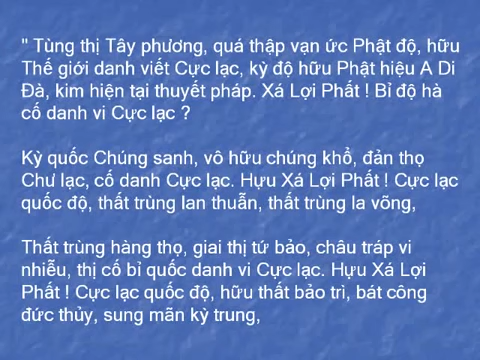 " Tùng thị Tây phương, quá thập vạn ức Phật độ, hữu
Thế giới danh viết Cực lạc, kỳ độ hữu Phật hiệu A Di
Đà, kim hiện tại thuyết pháp. Xá Lợi Phất ! Bỉ độ hà
cố danh vi Cực lạc ?
Kỳ quốc Chúng sanh, vô hữu chúng khổ, đản thọ
Chư lạc, cố danh Cực lạc. Hựu Xá Lợi Phất ! Cực lạc
quốc độ, thất trùng lan thuẫn, thất trùng la võng,
Thất trùng hàng thọ, giai thị tứ bảo, châu tráp vi
nhiễu, thị cố bỉ quốc danh vi Cực lạc. Hựu Xá Lợi
Phất ! Cực lạc quốc độ, hữu thất bảo trì, bát công
đức thủy, sung mãn kỳ trung,